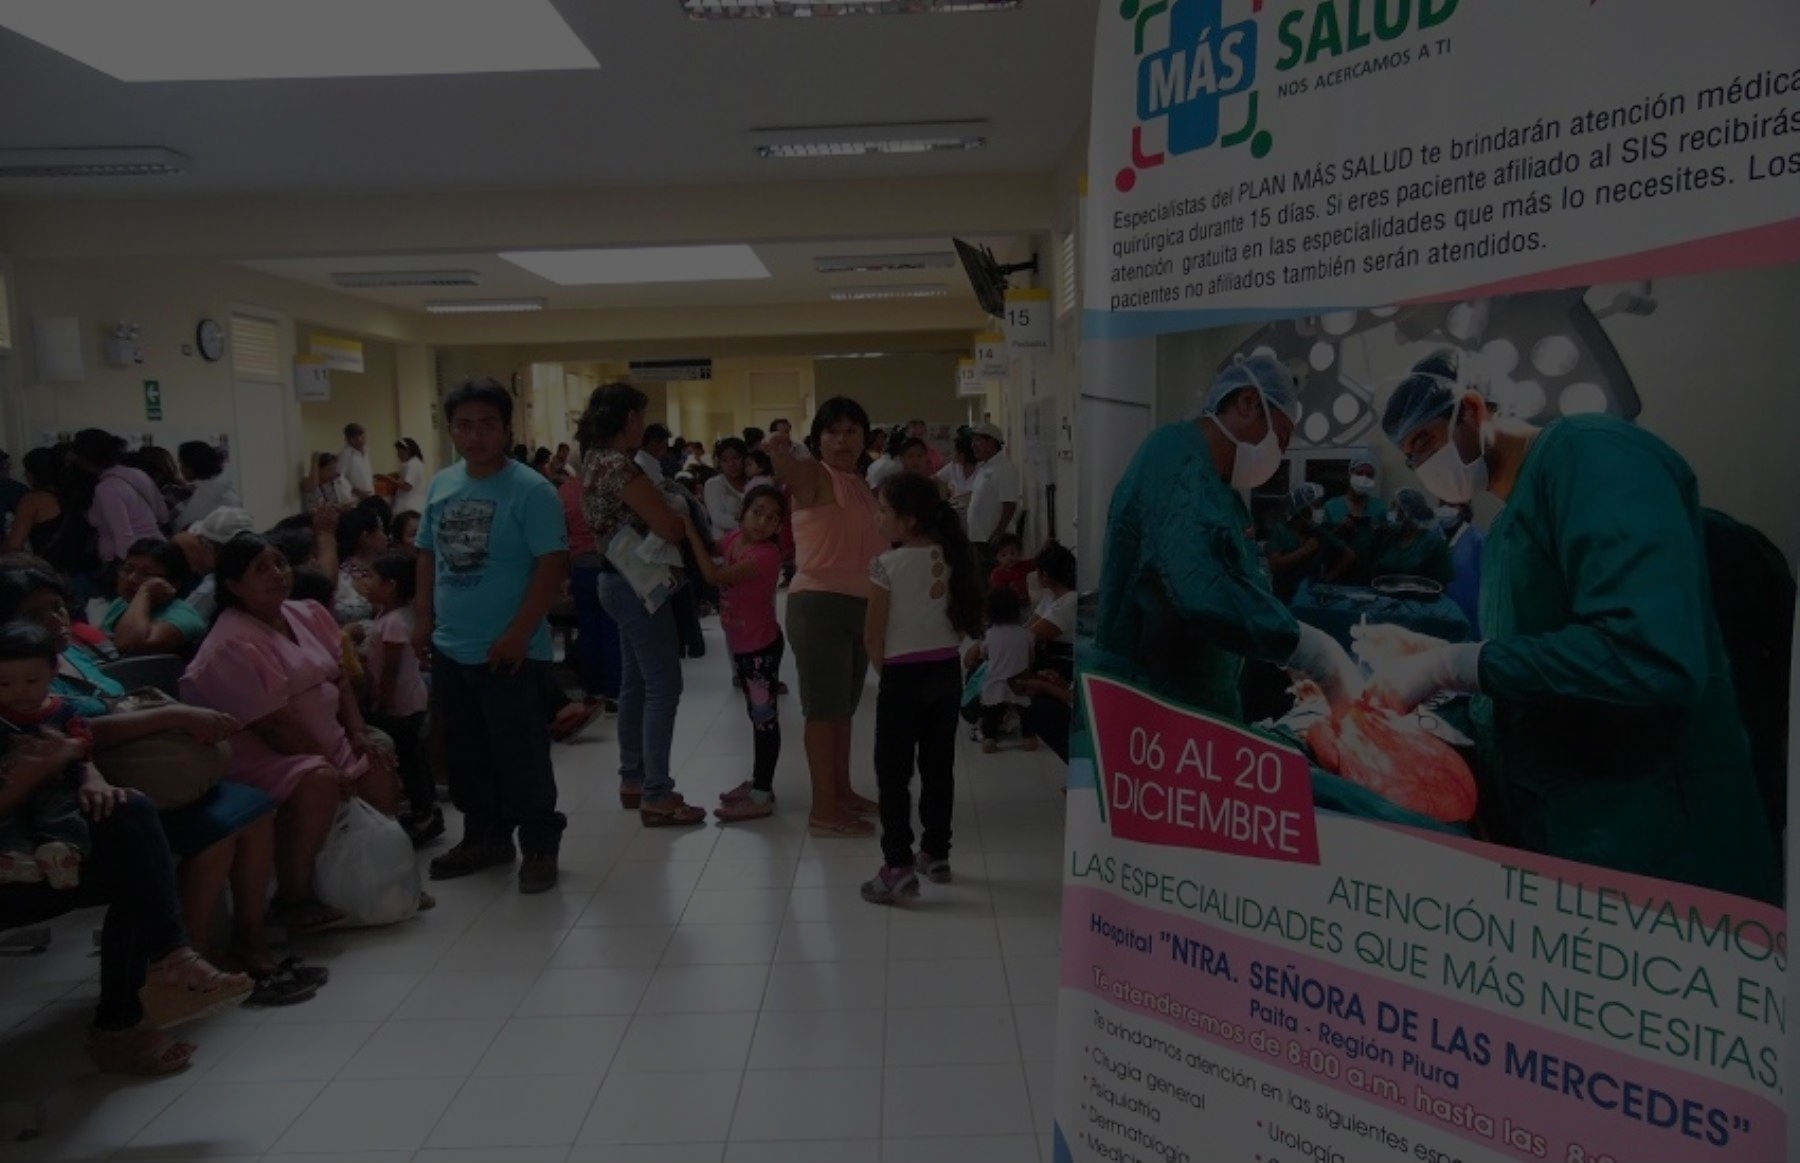 MÁS
SALUD
NOS ACERCAMOS A TI
Especialistas del PLAN MÁS SALUD te brindarán atención médica
quirúrgica durante 15 días. Si eres paciente afiliado al SIS recibirás
atención gratuita en las especialidades que más lo necesites. Los
pacientes no afiliados también serán atendidos.
15
14
13
11
06 AL 20
DICIEMBRE
TE LLEVAMOS
ATENCIÓN MÉDICA EN
LAS ESPECIALIDADES QUE MÁS NECESITAS.
Hospital "NTRA. SEÑORA DE LAS MERCEDES"
Paita - Región Piura
Te atenderemos de 8:00 a.m. hasta las 8:
Te brindamos atención en las siguientes espe
• Cirugía general
• Psiquiatría
• Dermatología
• Urología